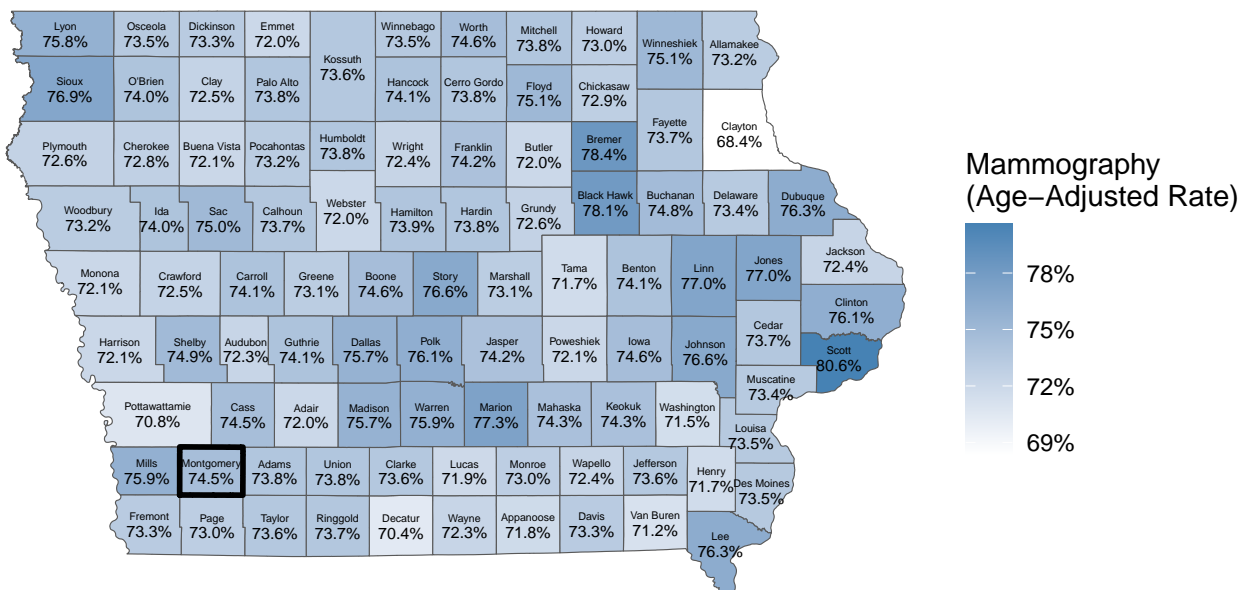 Lyon
75.8%
Osceola
73.5%
Dickinson
73.3%
Emmet
72.0%
Kossuth
73.6%
Winnebago
73.5%
Worth
74.6%
Mitchell
73.8%
Howard
73.0%
Winneshiek
75.1%
Allamakee
73.2%
Sioux
76.9%
O'Brien
74.0%
Clay
72.5%
Palo Alto
73.8%
Hancock
74.1%
Cerro Gordo
73.8%
Floyd
75.1%
Chickasaw
72.9%
Fayette
73.7%
Clayton
68.4%
Plymouth
72.6%
Cherokee
72.8%
Buena Vista
72.1%
Pocahontas
73.2%
Humboldt
73.8%
Wright
72.4%
Franklin
74.2%
Butler
72.0%
Bremer
78.4%
Woodbury
73.2%
Ida
74.0%
Sac
75.0%
Calhoun
73.7%
Webster
72.0%
Hamilton
73.9%
Hardin
73.8%
Grundy
72.6%
Black Hawk
78.1%
Buchanan
74.8%
Delaware
73.4%
Dubuque
76.3%
Monona
72.1%
Crawford
72.5%
Carroll
74.1%
Greene
73.1%
Boone
74.6%
Story
76.6%
Marshall
73.1%
Tama
71.7%
Benton
74.1%
Linn
77.0%
Jones
77.0%
Jackson
72.4%
Clinton
76.1%
Harrison
72.1%
Shelby
74.9%
Audubon
72.3%
Guthrie
74.1%
Dallas
75.7%
Polk
76.1%
Jasper
74.2%
Poweshiek
72.1%
Iowa
74.6%
Johnson
76.6%
Cedar
73.7%
Scott
80.6%
Muscatine
73.4%
Pottawattamie
70.8%
Cass
74.5%
Adair
72.0%
Madison
75.7%
Warren
75.9%
Marion
77.3%
Mahaska
74.3%
Keokuk
74.3%
Washington
71.5%
Louisa
73.5%
Mills
75.9%
Montgomery
74.5%
Adams
73.8%
Union
73.8%
Clarke
73.6%
Lucas
71.9%
Monroe
73.0%
Wapello
72.4%
Jefferson
73.6%
Henry
71.7%
Des Moines
73.5%
Fremont
73.3%
Page
73.0%
Taylor
73.6%
Ringgold
73.7%
Decatur
70.4%
Wayne
72.3%
Appanoose
71.8%
Davis
73.3%
Van Buren
71.2%
Lee
76.3%
Mammography
(Age−Adjusted Rate)
78%
75%
72%
69%